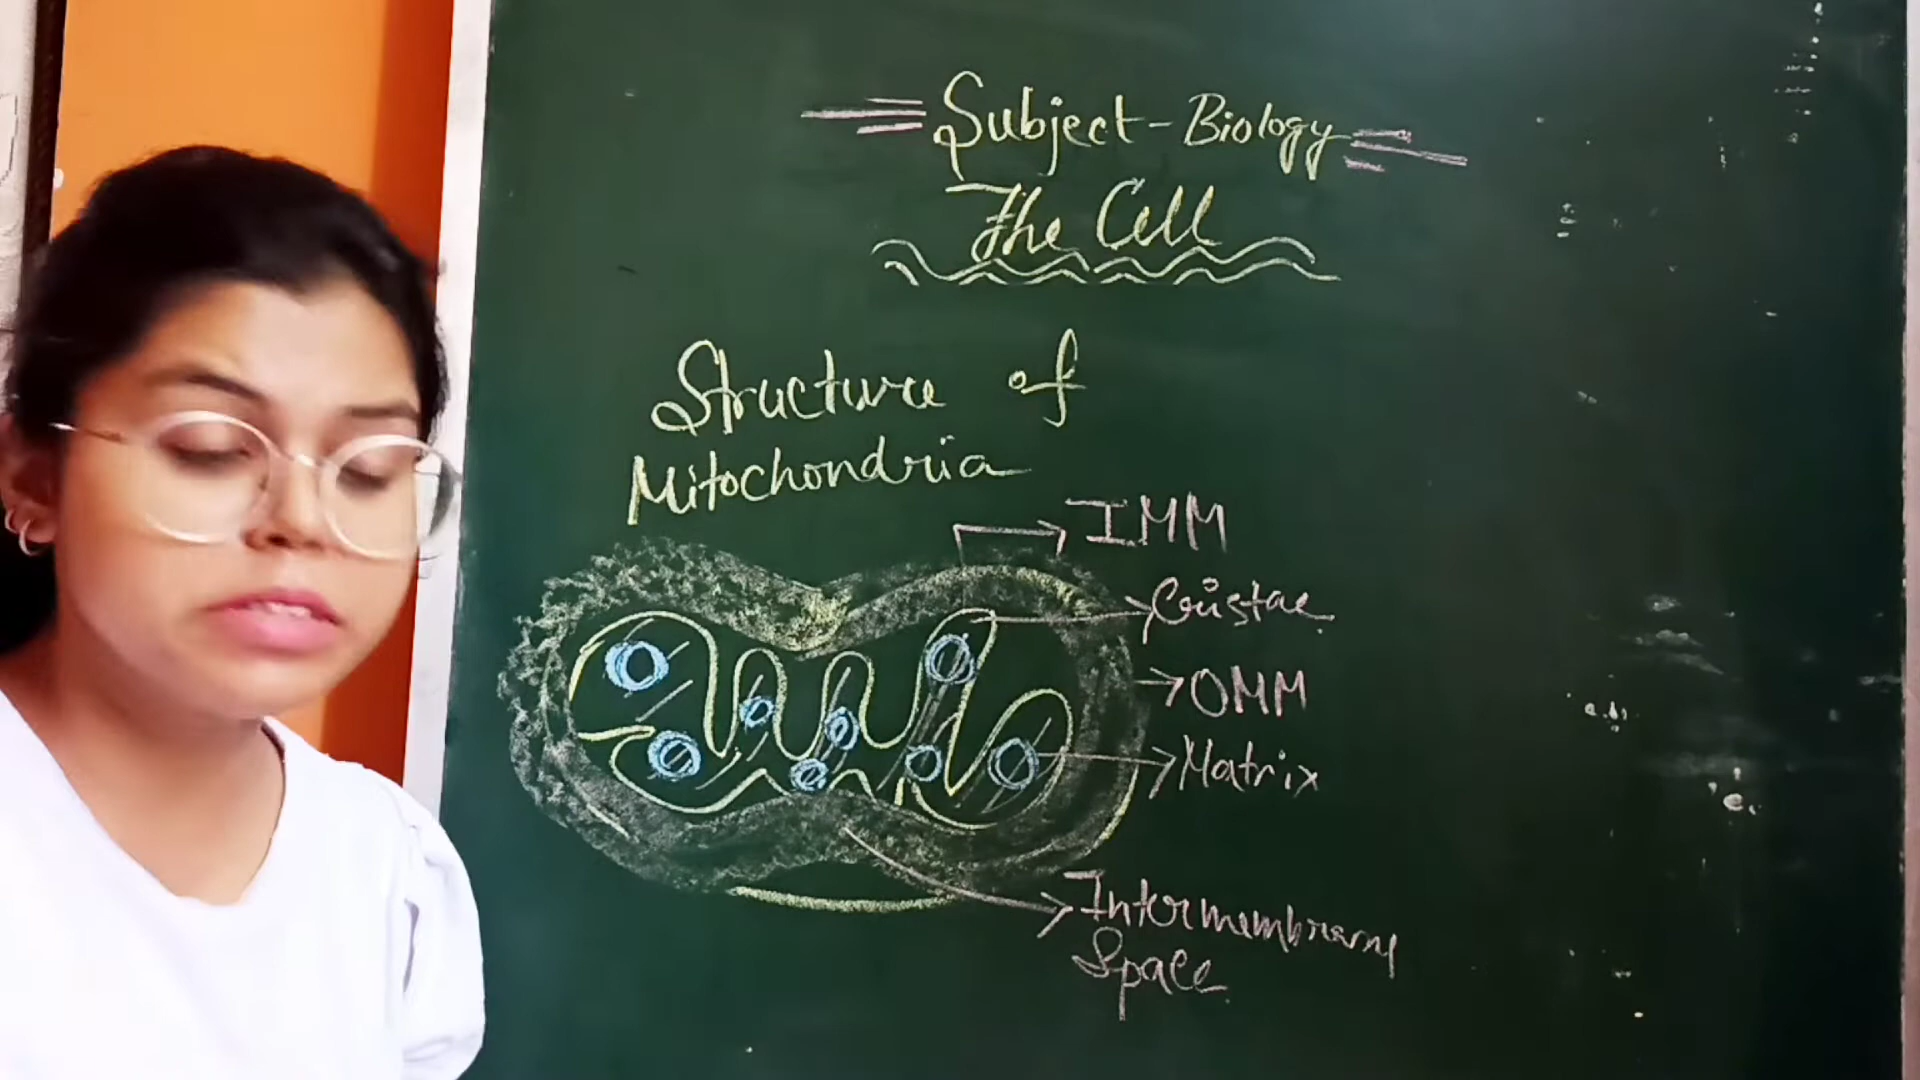 Subject - Biology
The Cell
Structure of
Mitochondria
IMM
Cristae
OMM
Matrix
Intermembrane
Space